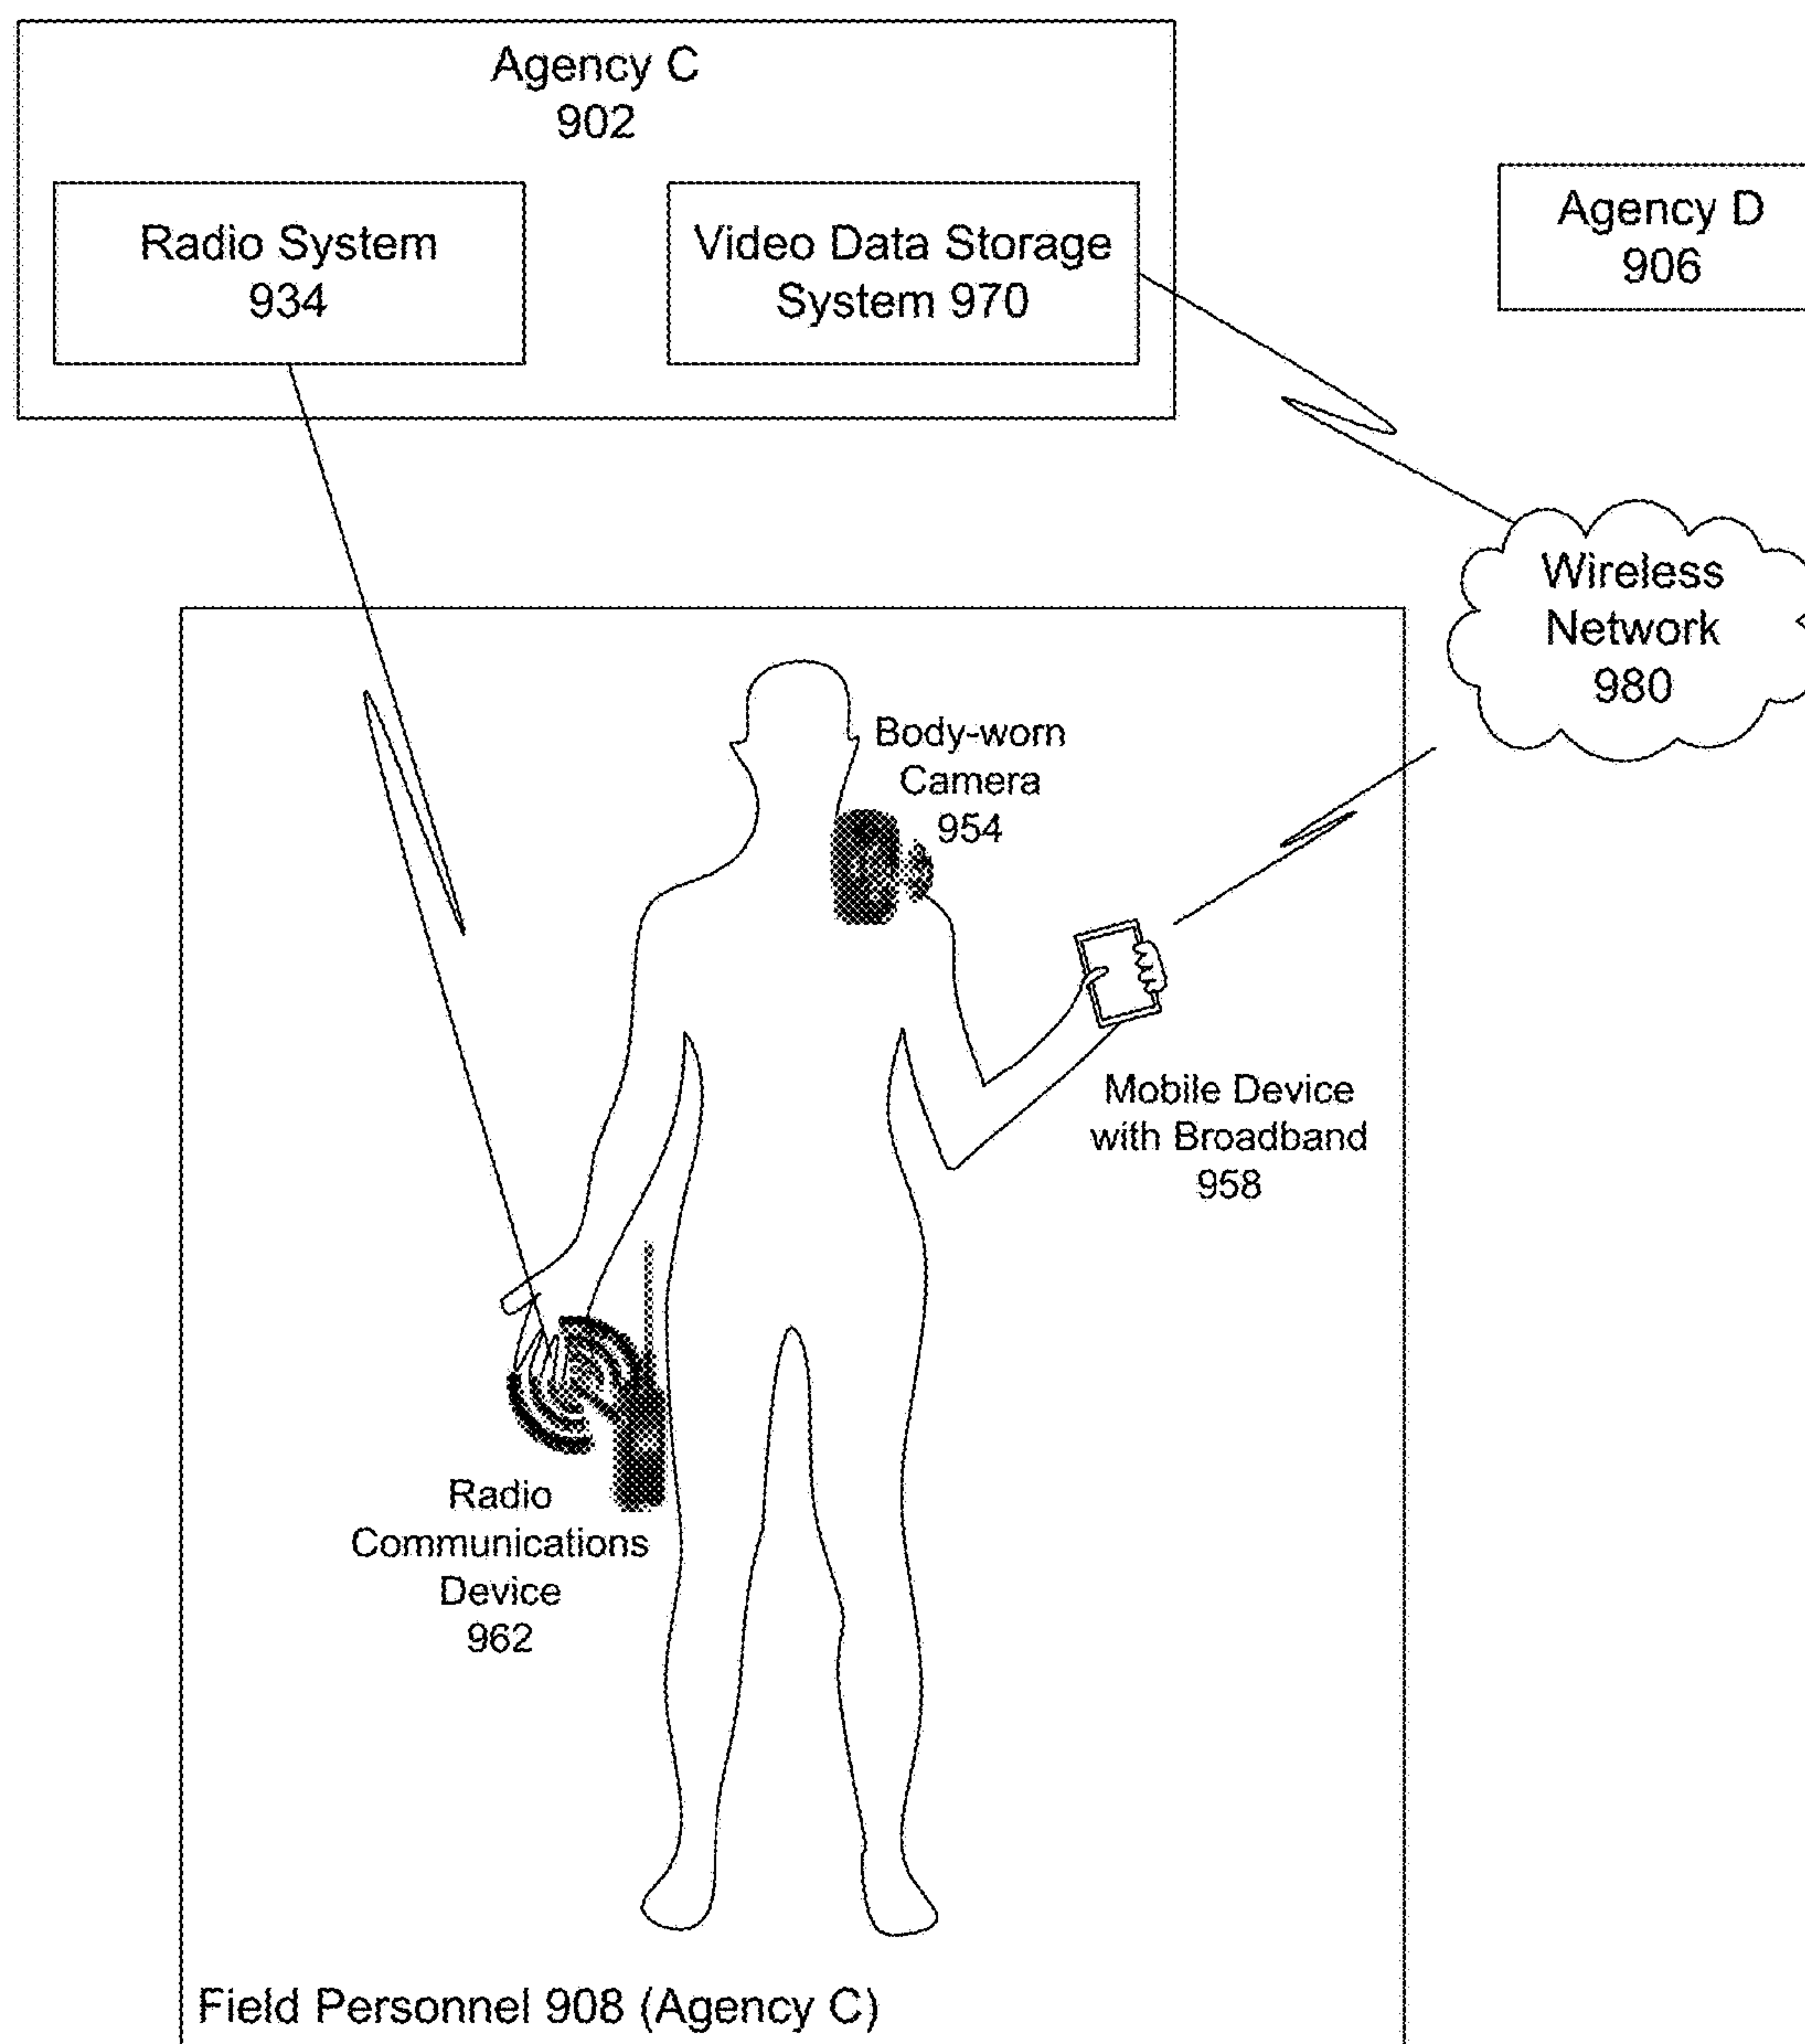 Agency C
902
Radio System
934
Video Data Storage
System 970
Agency D
906
Wireless
Network
980
Body-worn
Camera
954
Mobile Device
with Broadband
958
Radio
Communications
Device
962
Field Personnel 908 (Agency C)